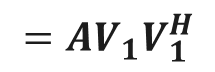 = AV₁V₁ᴴ